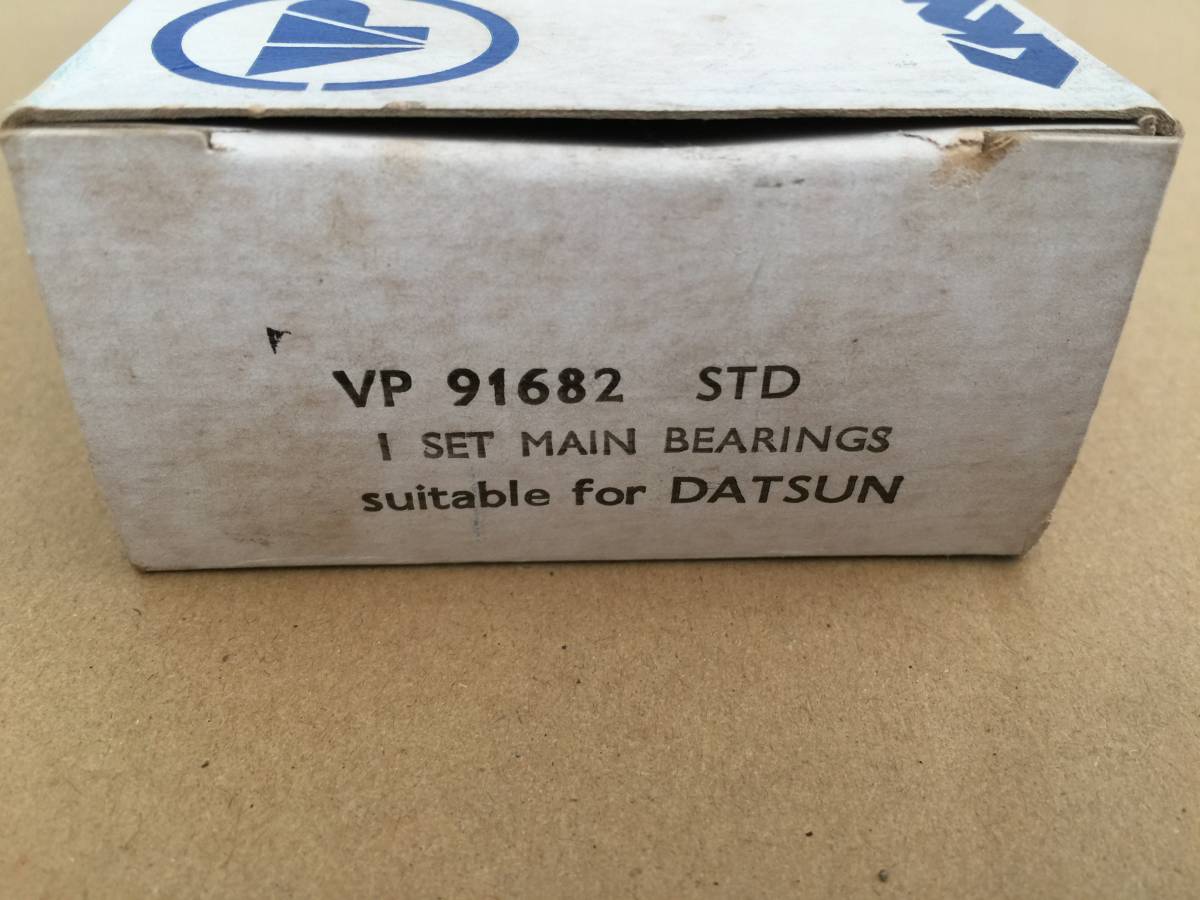 VP 91682 STD
1 SET MAIN BEARINGS
suitable for DATSUN